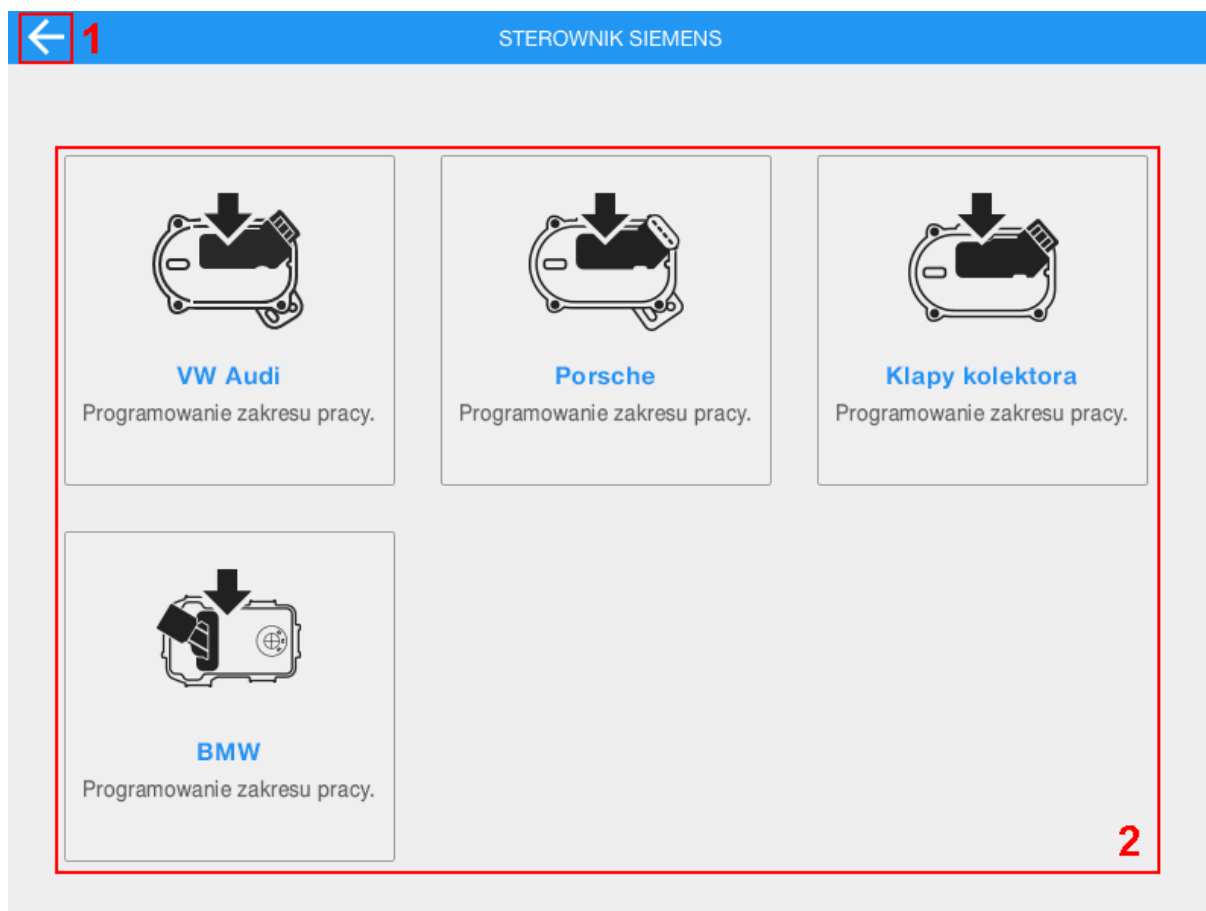 1
STEROWNIK SIEMENS
VW Audi
Programowanie zakresu pracy.
Porsche
Programowanie zakresu pracy.
Klapy kolektora
Programowanie zakresu pracy.
BMW
Programowanie zakresu pracy.
2